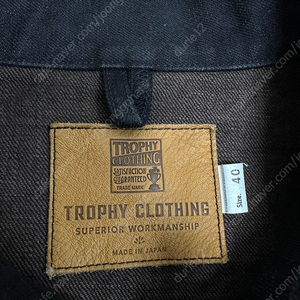 TROPHY
CLOTHING
SATISFACTION
GUARANTEED
TRADE MARK
TROPHY CLOTHING
SUPERIOR WORKMANSHIP
MADE IN JAPAN
Size. 40